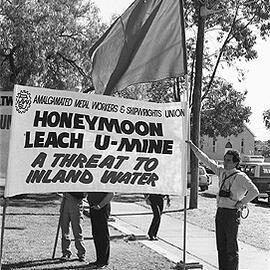 AMALGAMATED METAL WORKERS & SHIPWRIGHTS UNION
HONEYMOON
LEACH U-MINE
A THREAT TO
INLAND WATER